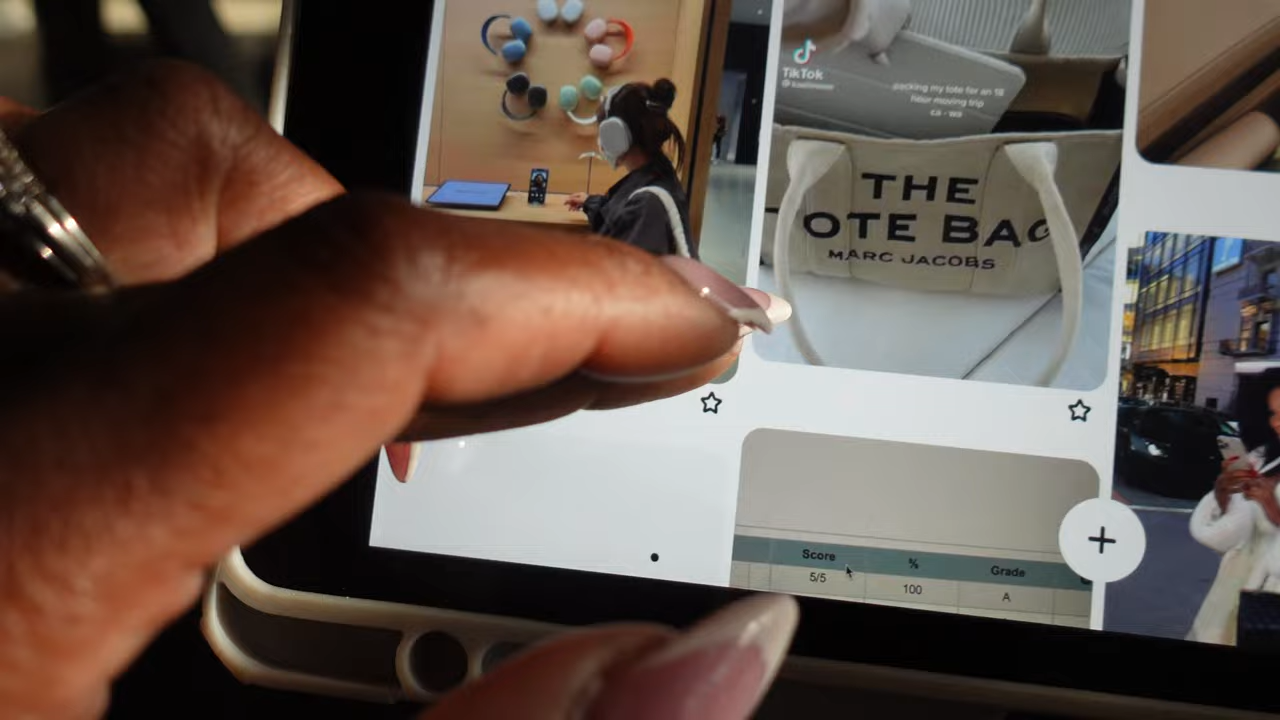 TikTok
packing my tote for an 18
hour moving trip
ca - wa
THE
OTE BAG
MARC JACOBS
Score
%
Grade
5/5
100
A